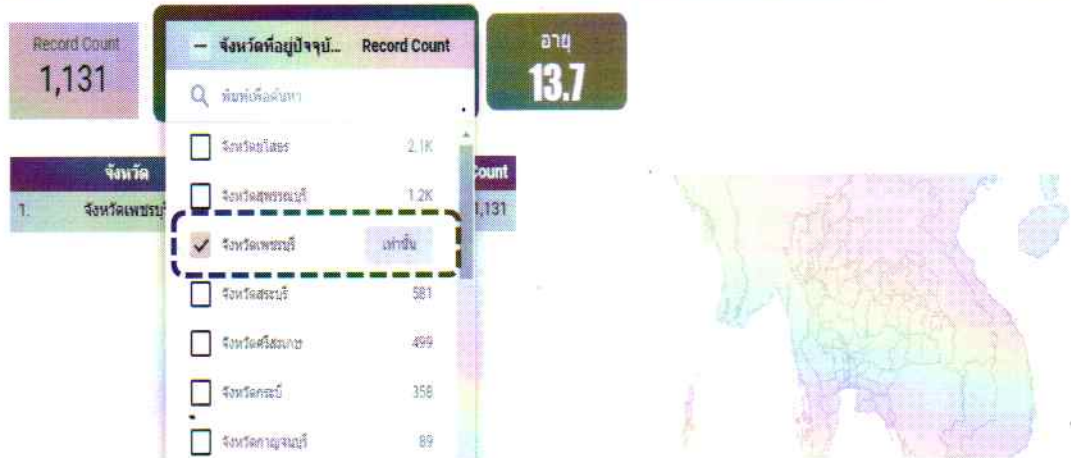 Record Count
1,131
จังหวัดที่อยู่ปัจจุบั... Record Count
พิมพ์เพื่อค้นหา
อายุ
13.7
จังหวัด
ount
1. จังหวัดเพชรบุ
1,131
จังหวัดยโสธร 2.1K
จังหวัดสุพรรณบุรี 1.2K
จังหวัดเพชรบุรี เท่านั้น
จังหวัดสระบุรี 581
จังหวัดศรีสะเกษ 499
จังหวัดกระบี่ 358
จังหวัดกาญจนบุรี 89